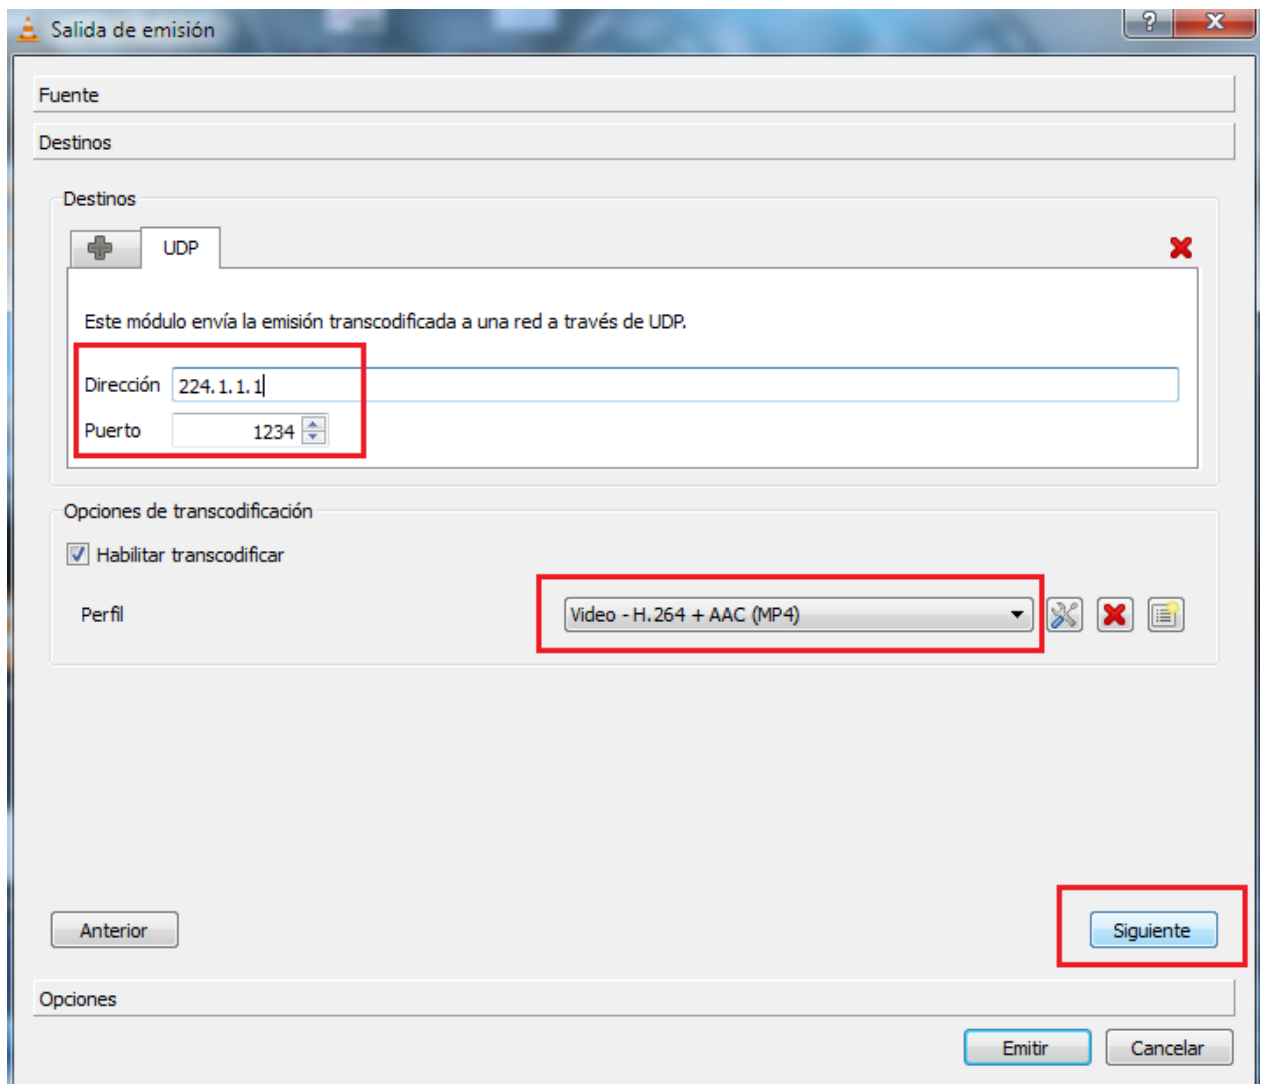 Salida de emisión
Fuente
Destinos
Destinos
UDP
Este módulo envía la emisión transcodificada a una red a través de UDP.
Dirección 224.1.1.1
Puerto 1234
Opciones de transcodificación
Habilitar transcodificar
Perfil Video - H.264 + AAC (MP4)
Anterior Siguiente
Opciones
Emitir Cancelar